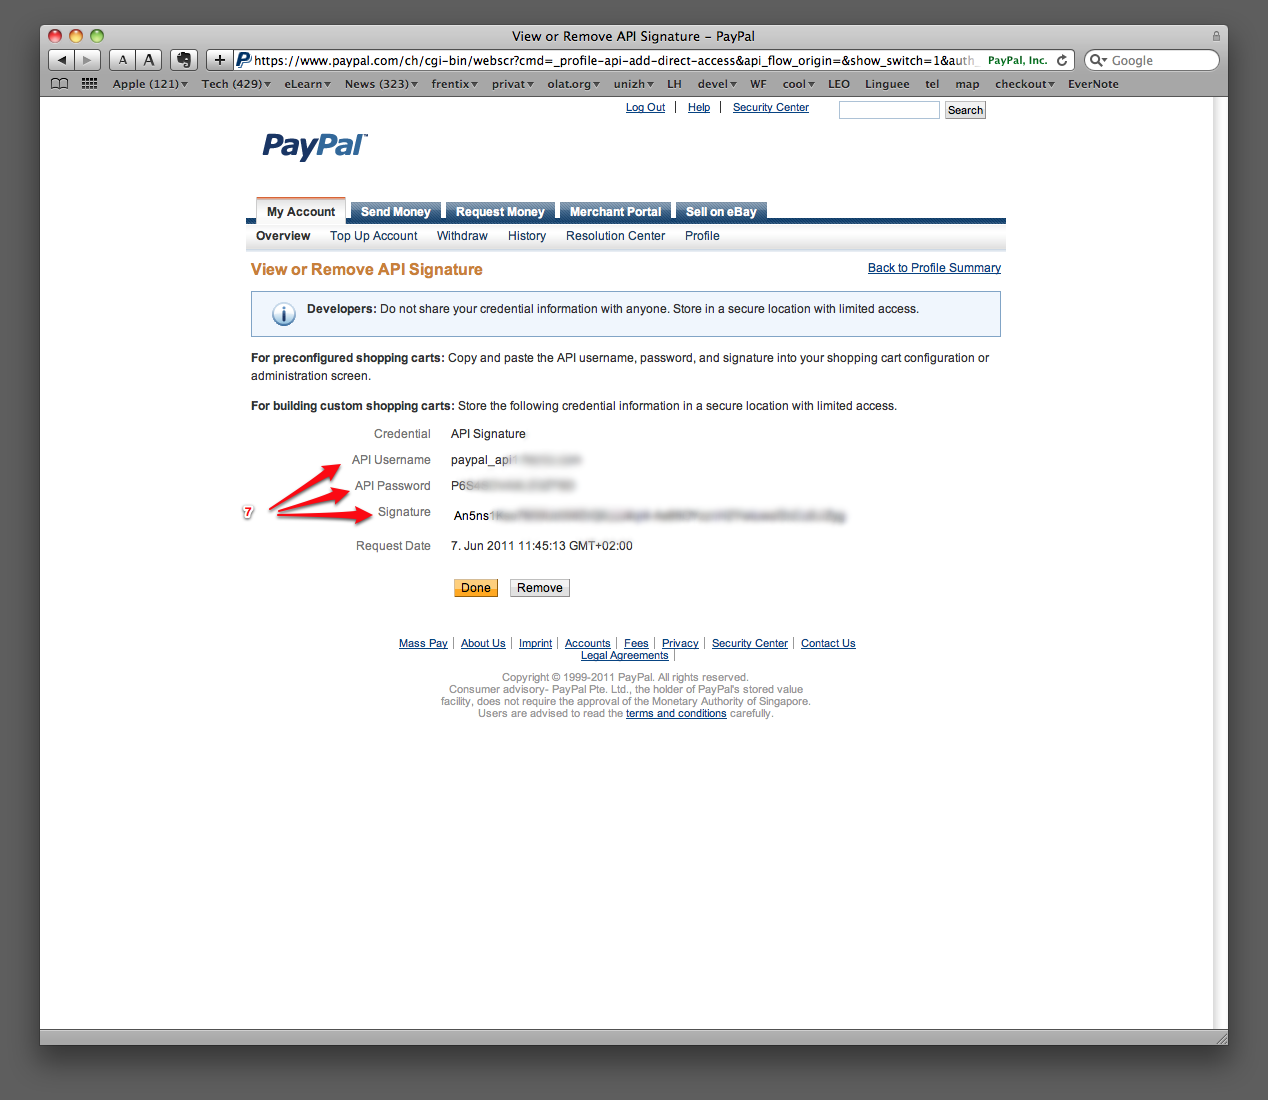 View or Remove API Signature – PayPal
A A + https://www.paypal.com/ch/cgi-bin/webscr?cmd=_profile-api-add-direct-access&api_flow_origin=&show_switch=1&auth_ PayPal, Inc. Google
Apple (121) Tech (429) eLearn News (323) frentix privat olat.org unizh LH devel WF cool LEO Linguee tel map checkout EverNote
Log Out Help Security Center Search
PayPal™
My Account Send Money Request Money Merchant Portal Sell on eBay
Overview Top Up Account Withdraw History Resolution Center Profile
View or Remove API Signature Back to Profile Summary
Developers: Do not share your credential information with anyone. Store in a secure location with limited access.
For preconfigured shopping carts: Copy and paste the API username, password, and signature into your shopping cart configuration or
administration screen.
For building custom shopping carts: Store the following credential information in a secure location with limited access.
Credential API Signature
API Username paypal_api
API Password P6S
7 Signature An5ns
Request Date 7. Jun 2011 11:45:13 GMT+02:00
Done Remove
Mass Pay About Us Imprint Accounts Fees Privacy Security Center Contact Us
Legal Agreements
Copyright © 1999-2011 PayPal. All rights reserved.
Consumer advisory- PayPal Pte. Ltd., the holder of PayPal's stored value
facility, does not require the approval of the Monetary Authority of Singapore.
Users are advised to read the terms and conditions carefully.